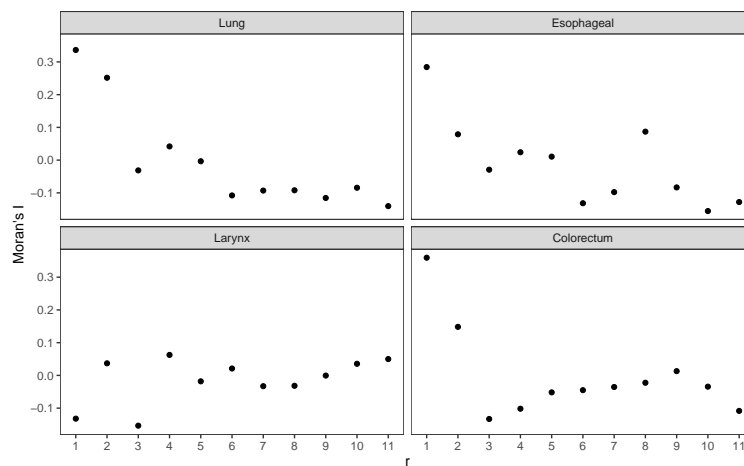 Lung Esophageal
0.3
0.2
0.1
0.0
−0.1
Moran's I
Larynx Colorectum
0.3
0.2
0.1
0.0
−0.1
1 2 3 4 5 6 7 8 9 10 11 1 2 3 4 5 6 7 8 9 10 11
r